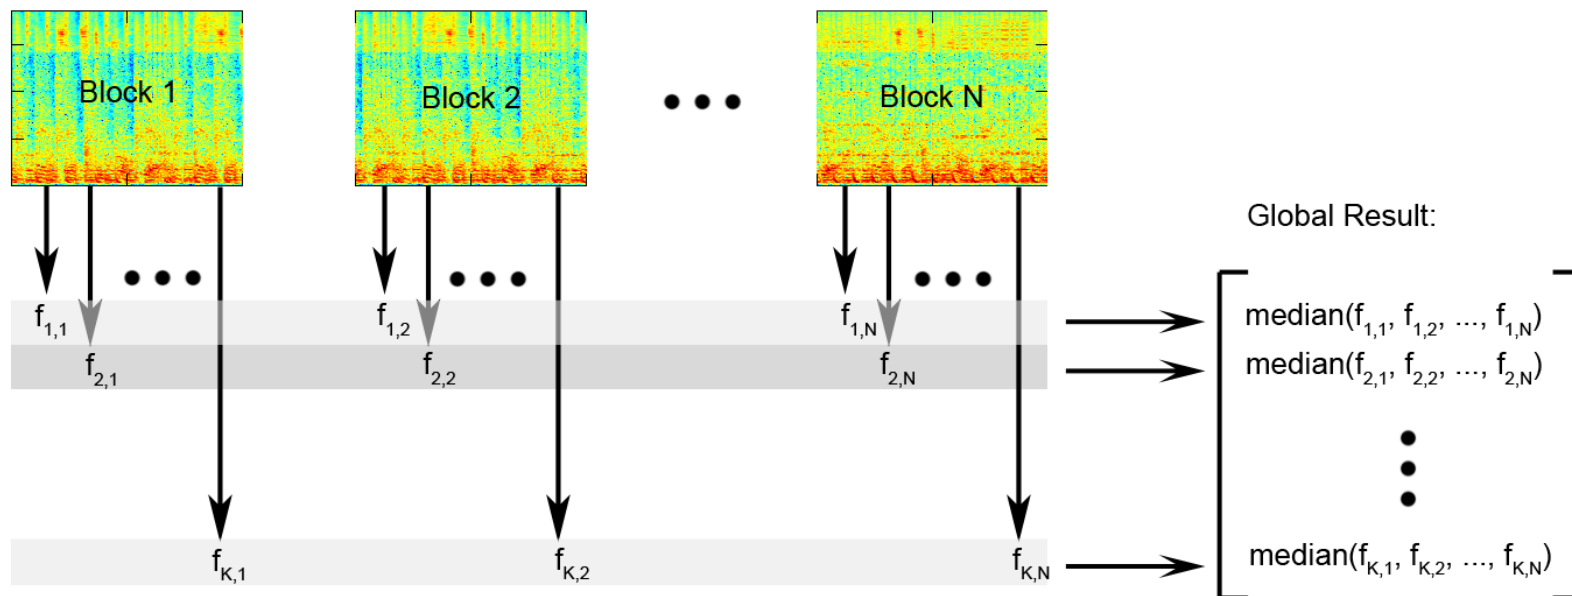 Block 1
Block 2
Block N
Global Result:
f1,1
f1,2
f1,N
median(f1,1, f1,2, ..., f1,N)
f2,1
f2,2
f2,N
median(f2,1, f2,2, ..., f2,N)
fK,1
fK,2
fK,N
median(fK,1, fK,2, ..., fK,N)